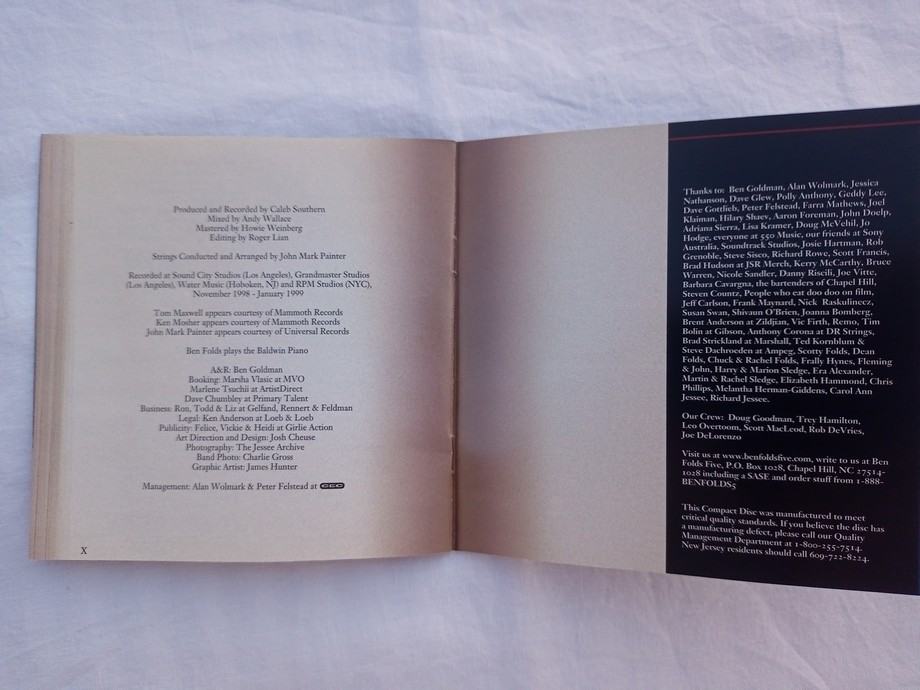 Produced and Recorded by Caleb Southern
Mixed by Andy Wallace
Mastered by Howie Weinberg
Editing by Roger Lian
Strings Conducted and Arranged by John Mark Painter
Recorded at Sound City Studios (Los Angeles), Grandmaster Studios
(Los Angeles), Water Music (Hoboken, NJ) and RPM Studios (NYC),
November 1998 - January 1999
Tom Maxwell appears courtesy of Mammoth Records
Ken Mosher appears courtesy of Mammoth Records
John Mark Painter appears courtesy of Universal Records
Ben Folds plays the Baldwin Piano
A&R: Ben Goldman
Booking: Marsha Vlasic at MVO
Marlene Tsuchii at ArtistDirect
Dave Chumbley at Primary Talent
Business: Ron, Todd & Liz at Gelfand, Rennert & Feldman
Legal: Ken Anderson at Loeb & Loeb
Publicity: Felice, Vickie & Heidi at Girlie Action
Art Direction and Design: Josh Cheuse
Photography: The Jessee Archive
Band Photo: Charlie Gross
Graphic Artist: James Hunter
Management: Alan Wolmark & Peter Felstead at CEC
X
Thanks to: Ben Goldman, Alan Wolmark, Jessica
Nathanson, Dave Glew, Polly Anthony, Geddy Lee,
Dave Gottlieb, Peter Felstead, Farra Mathews, Joel
Klaiman, Hilary Shaev, Aaron Foreman, John Doelp,
Adriana Sierra, Lisa Kramer, Doug McVehil, Jo
Hodge, everyone at 550 Music, our friends at Sony
Australia, Soundtrack Studios, Josie Hartman, Rob
Grenoble, Steve Sisco, Richard Rowe, Scott Francis,
Brad Hudson at JSR Merch, Kerry McCarthy, Bruce
Warren, Nicole Sandler, Danny Riscili, Joe Vitte,
Barbara Cavargna, the bartenders of Chapel Hill,
Steven Countz, People who eat doo doo on film,
Jeff Carlson, Frank Maynard, Nick Raskulinecz,
Susan Swan, Shivaun O'Brien, Joanna Bomberg,
Brent Anderson at Zildjian, Vic Firth, Remo, Tim
Bolin at Gibson, Anthony Corona at DR Strings,
Brad Strickland at Marshall, Ted Kornblum &
Steve Dachroeden at Ampeg, Scotty Folds, Dean
Folds, Chuck & Rachel Folds, Frally Hynes, Fleming
& John, Harry & Marion Sledge, Era Alexander,
Martin & Rachel Sledge, Elizabeth Hammond, Chris
Phillips, Melantha Herman-Giddens, Carol Ann
Jessee, Richard Jessee.
Our Crew: Doug Goodman, Trey Hamilton,
Leo Overtoom, Scott MacLeod, Rob DeVries,
Joe DeLorenzo
Visit us at www.benfoldsfive.com, write to us at Ben
Folds Five, P.O. Box 1028, Chapel Hill, NC 27514-
1028 including a SASE and order stuff from 1-888-
BENFOLDS5
This Compact Disc was manufactured to meet
critical quality standards. If you believe the disc has
a manufacturing defect, please call our Quality
Management Department at 1-800-255-7514.
New Jersey residents should call 609-722-8224.